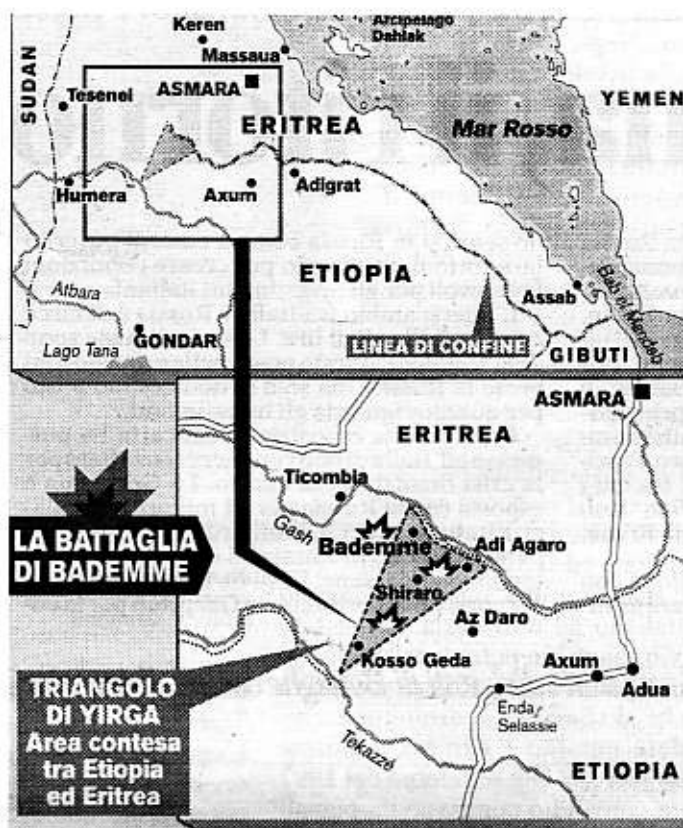 Keren
Massaua
Arcipelago
Dahlak
SUDAN
ASMARA
YEMEN
Tesenei
ERITREA
Mar Rosso
Humera
Axum
Adigrat
ETIOPIA
Atbara
Assab
Bab el Mendeb
GONDAR
LINEA DI CONFINE
Lago Tana
GIBUTI
ASMARA
ERITREA
Ticombia
Gash
LA BATTAGLIA
DI BADEMME
Bademme
Adi Agaro
Shiraro
Az Daro
Kosso Geda
Axum
Adua
TRIANGOLO
DI YIRGA
Area contesa
tra Etiopia
ed Eritrea
Enda
Selassie
Tekazzé
ETIOPIA